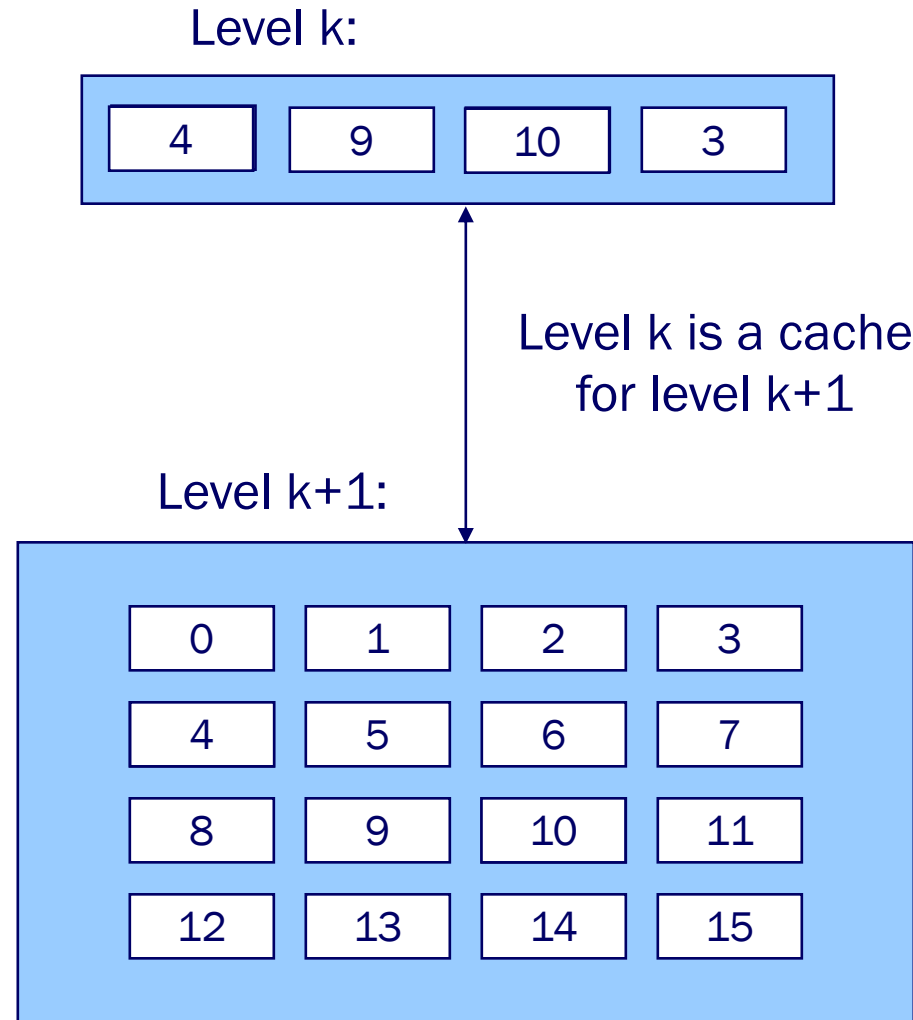 Level k:
4 9 10 3
Level k is a cache
for level k+1
Level k+1:
0 1 2 3
4 5 6 7
8 9 10 11
12 13 14 15